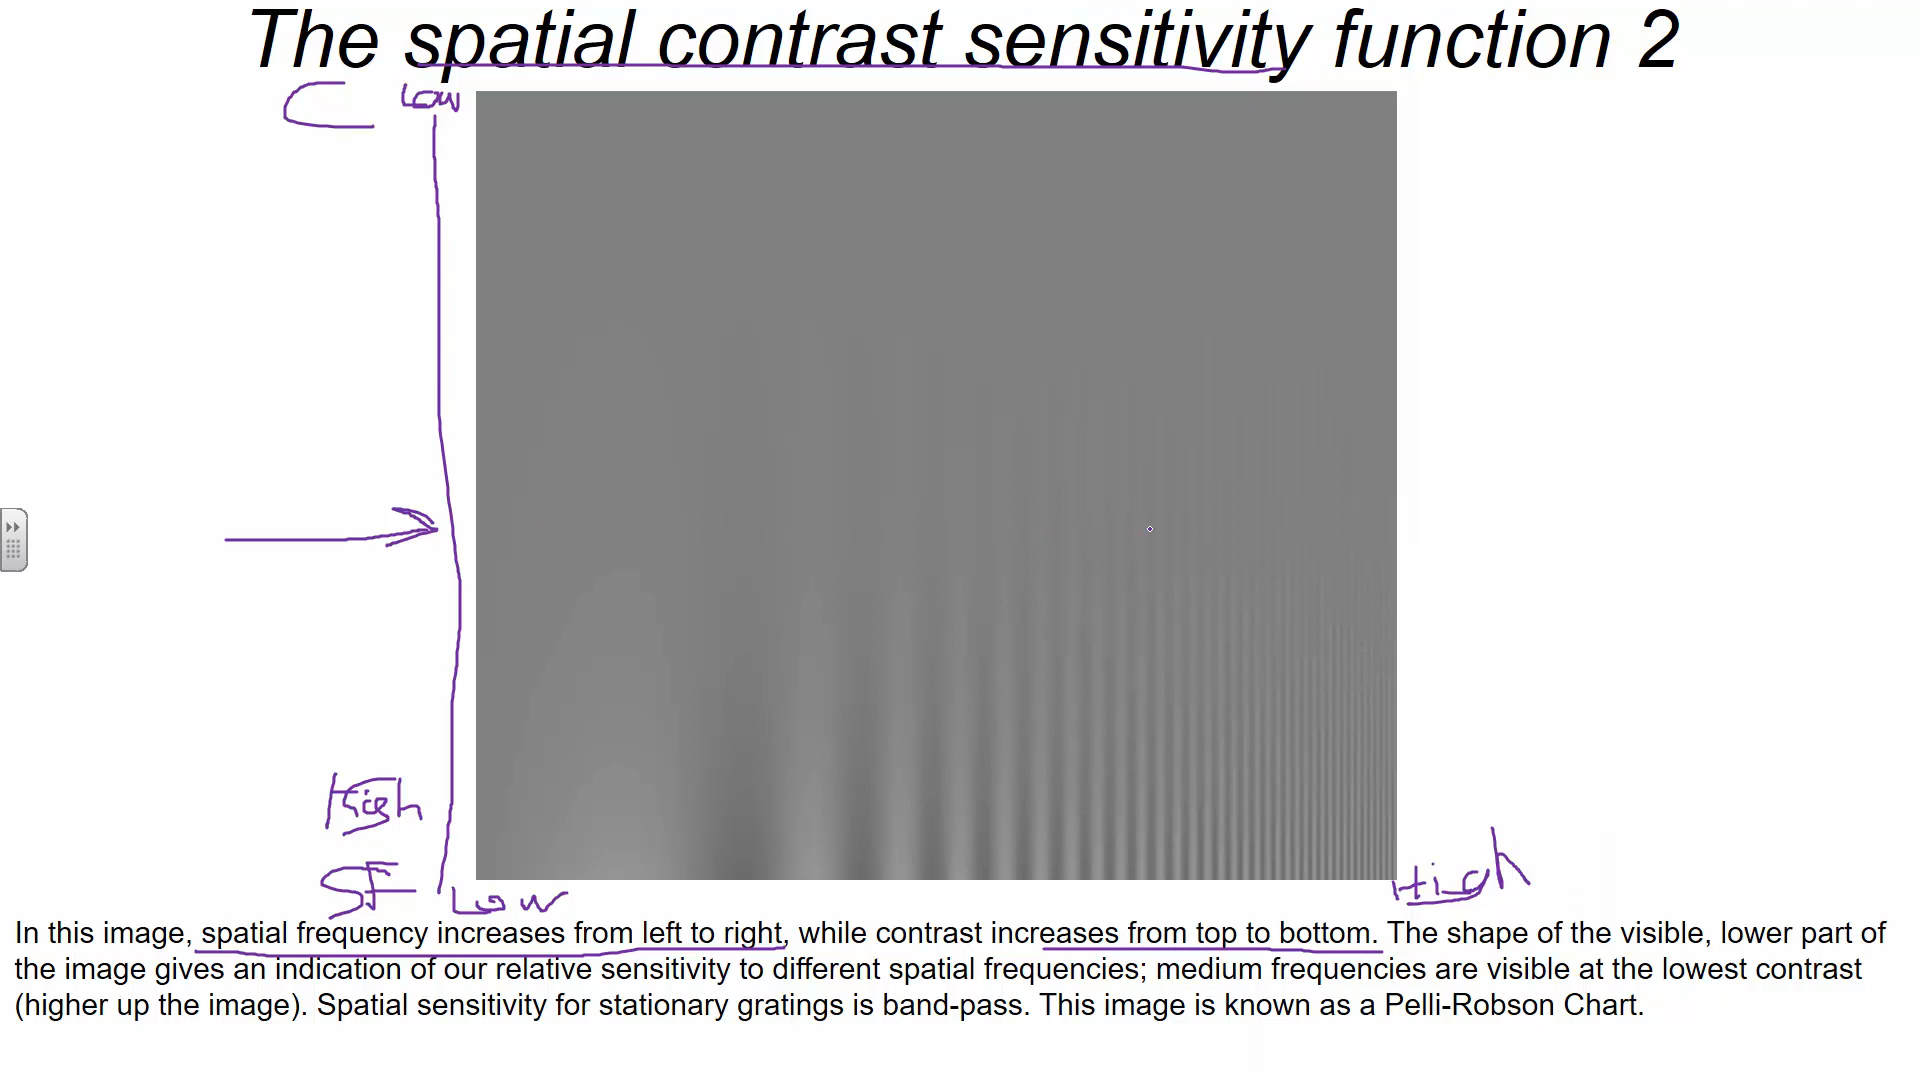 The spatial contrast sensitivity function 2
C Low
High
SF Low High
In this image, spatial frequency increases from left to right, while contrast increases from top to bottom. The shape of the visible, lower part of
the image gives an indication of our relative sensitivity to different spatial frequencies; medium frequencies are visible at the lowest contrast
(higher up the image). Spatial sensitivity for stationary gratings is band-pass. This image is known as a Pelli-Robson Chart.